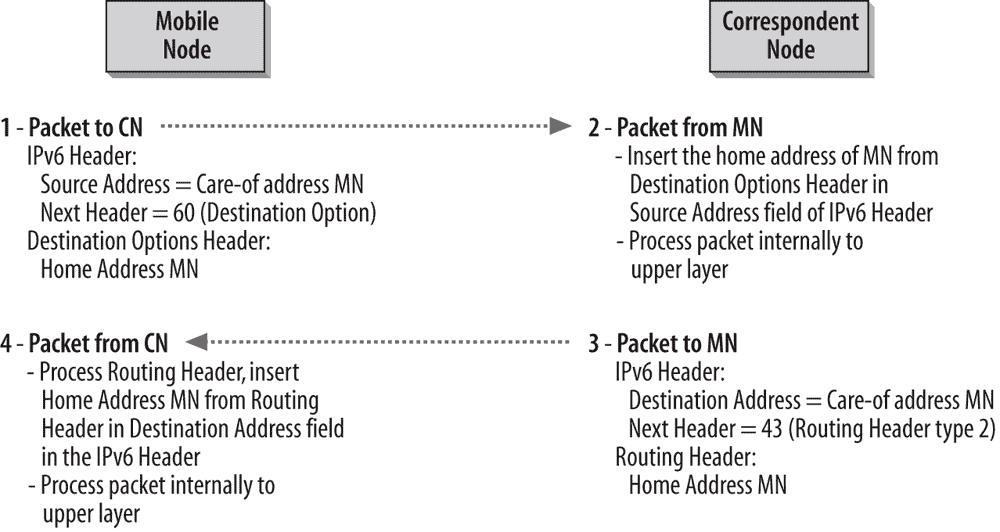 Mobile
Node
Correspondent
Node
1 - Packet to CN
IPv6 Header:
Source Address = Care-of address MN
Next Header = 60 (Destination Option)
Destination Options Header:
Home Address MN
2 - Packet from MN
- Insert the home address of MN from
Destination Options Header in
Source Address field of IPv6 Header
- Process packet internally to
upper layer
4 - Packet from CN
- Process Routing Header, insert
Home Address MN from Routing
Header in Destination Address field
in the IPv6 Header
- Process packet internally to
upper layer
3 - Packet to MN
IPv6 Header:
Destination Address = Care-of address MN
Next Header = 43 (Routing Header type 2)
Routing Header:
Home Address MN